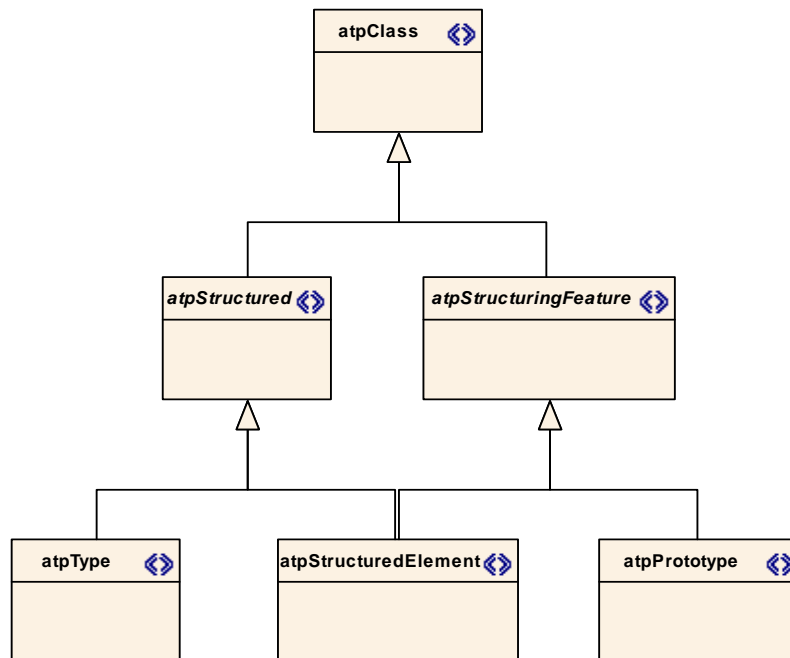 atpClass
atpStructured
atpStructuringFeature
atpType
atpStructuredElement
atpPrototype